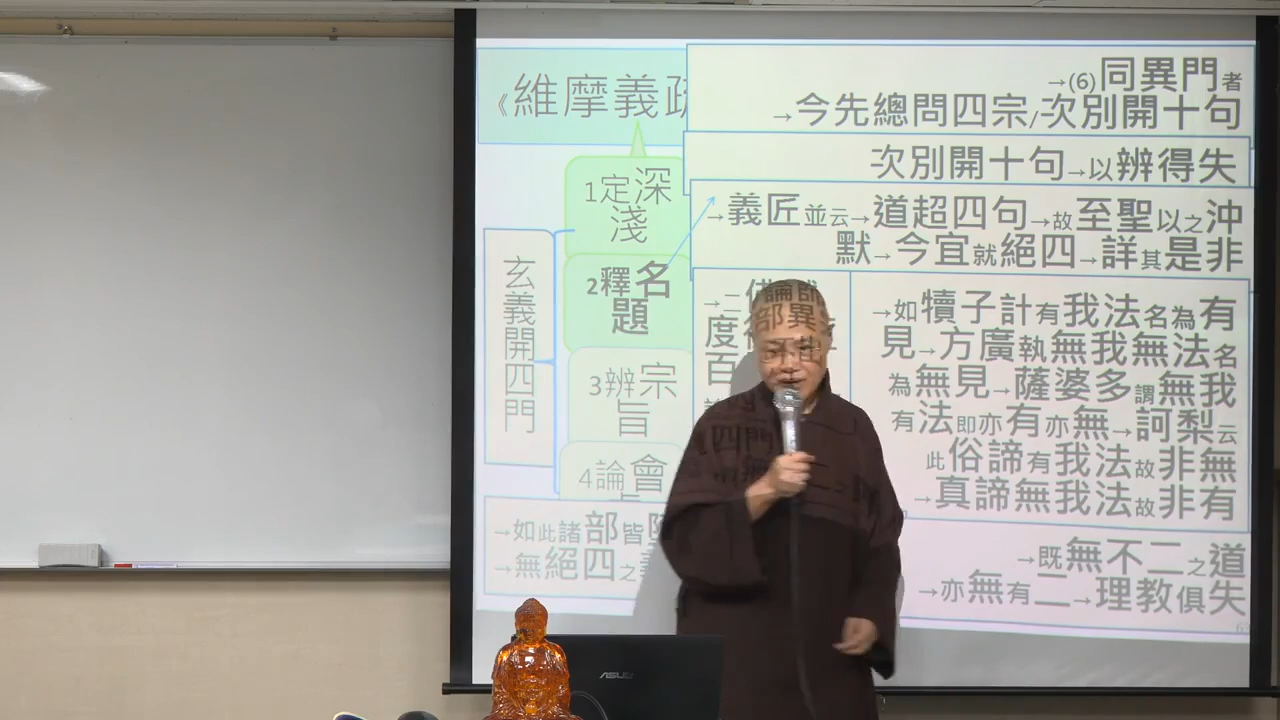 《維摩義疏
→(6)同異門者
→今先總問四宗/次別開十句
次別開十句→以辨得失
→義匠並云→道超四句→故至聖以之沖
默→今宜就絕四→詳其是非
玄義開四門
1定深
淺
2釋名
題
3辨宗
旨
4論會
→如犢子計有我法名為有
見→方廣執無我無法名
為無見→薩婆多謂無我
有法即亦有亦無→訶梨云
此俗諦有我法故非無
→真諦無我法故非有
→如此諸部皆
→無絕四之
→既無不二之道
→亦無有二→理教俱失
ASUS